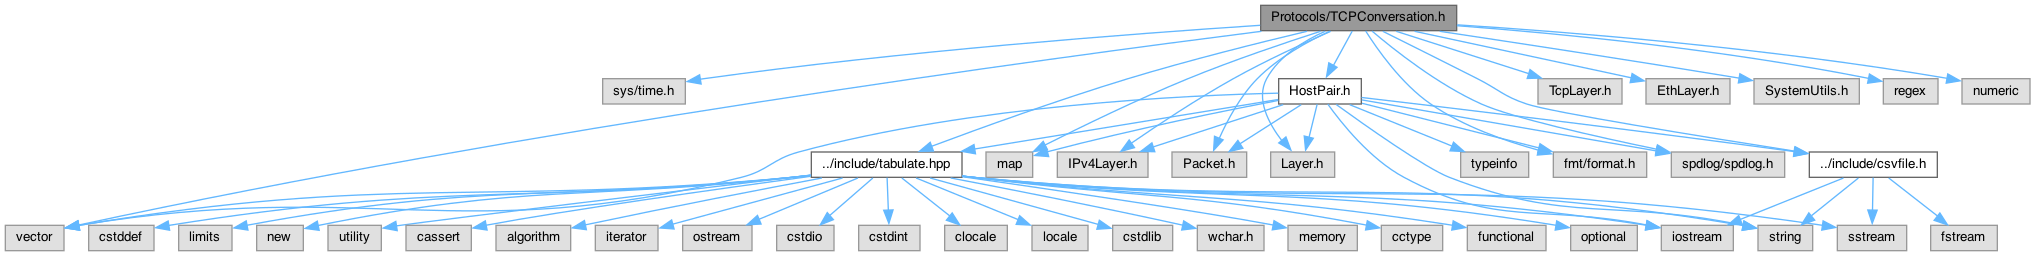 Protocols/TCPConversation.h
sys/time.h
HostPair.h
TcpLayer.h
EthLayer.h
SystemUtils.h
regex
numeric
../include/tabulate.hpp
map
IPv4Layer.h
Packet.h
Layer.h
typeinfo
fmt/format.h
spdlog/spdlog.h
../include/csvfile.h
vector
cstddef
limits
new
utility
cassert
algorithm
iterator
ostream
cstdio
cstdint
clocale
locale
cstdlib
wchar.h
memory
cctype
functional
optional
iostream
string
sstream
fstream